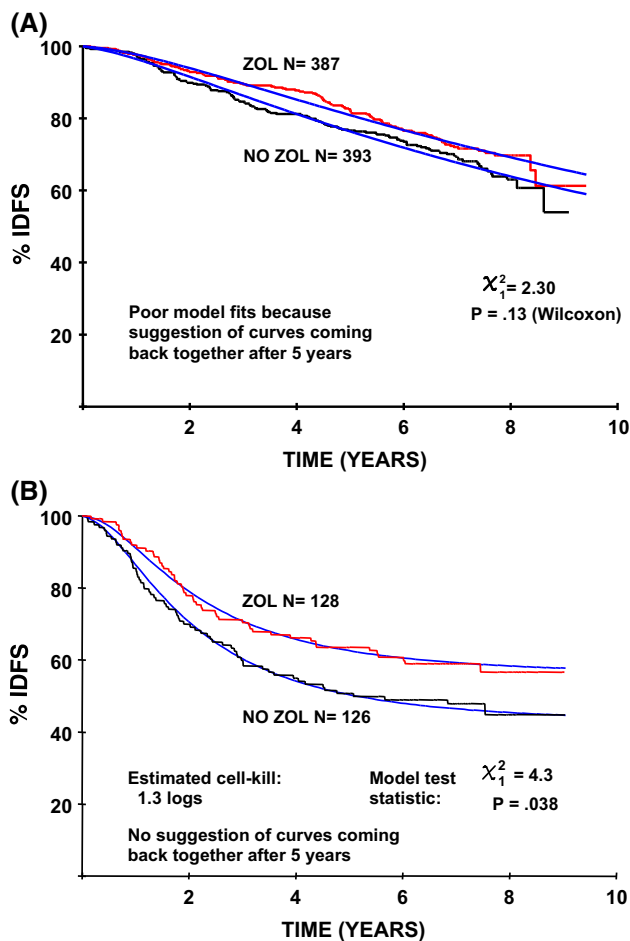 (A)
100
80
60
40
20
% IDFS
ZOL N= 387
NO ZOL N= 393
χ²₁= 2.30
P = .13 (Wilcoxon)
Poor model fits because
suggestion of curves coming
back together after 5 years
2 4 6 8 10
TIME (YEARS)
(B)
100
80
60
40
20
% IDFS
ZOL N= 128
NO ZOL N= 126
Estimated cell-kill:
1.3 logs
Model test
statistic:
χ²₁ = 4.3
P = .038
No suggestion of curves coming
back together after 5 years
2 4 6 8 10
TIME (YEARS)